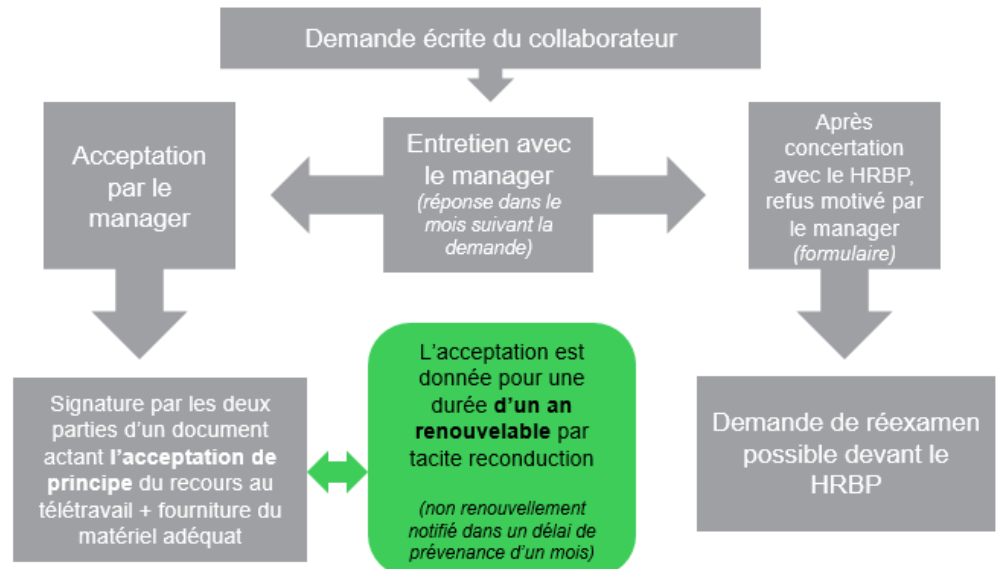 Demande écrite du collaborateur
Acceptation
par le
manager
Entretien avec
le manager
(réponse dans le
mois suivant la
demande)
Après
concertation
avec le HRBP,
refus motivé par
le manager
(formulaire)
Signature par les deux
parties d'un document
actant l'acceptation de
principe du recours au
télétravail + fourniture du
matériel adéquat
L'acceptation est
donnée pour une
durée d'un an
renouvelable par
tacite reconduction
(non renouvellement
notifié dans un délai de
prévenance d'un mois)
Demande de réexamen
possible devant le
HRBP